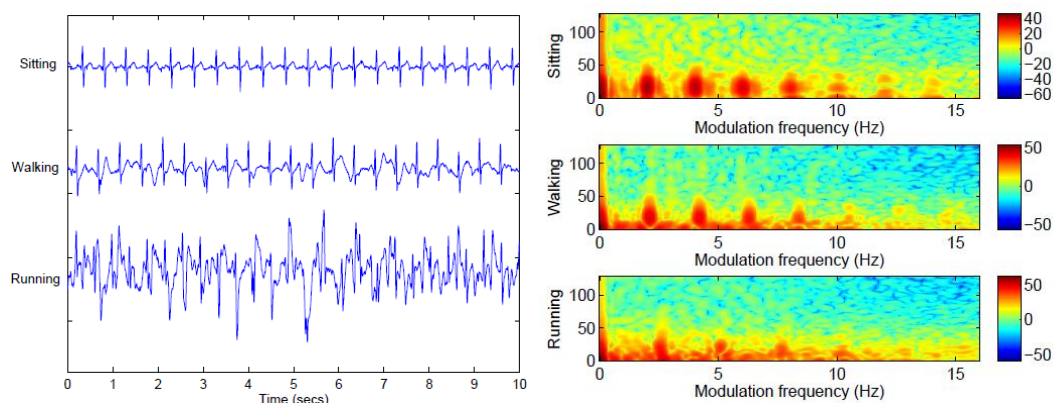 Sitting
Walking
Running
0 1 2 3 4 5 6 7 8 9 10
Time (secs)
Sitting
100
50
0
0 5 10 15
Modulation frequency (Hz)
40
20
0
−20
−40
−60
Walking
100
50
0
0 5 10 15
Modulation frequency (Hz)
50
0
−50
Running
100
50
0
0 5 10 15
Modulation frequency (Hz)
50
0
−50